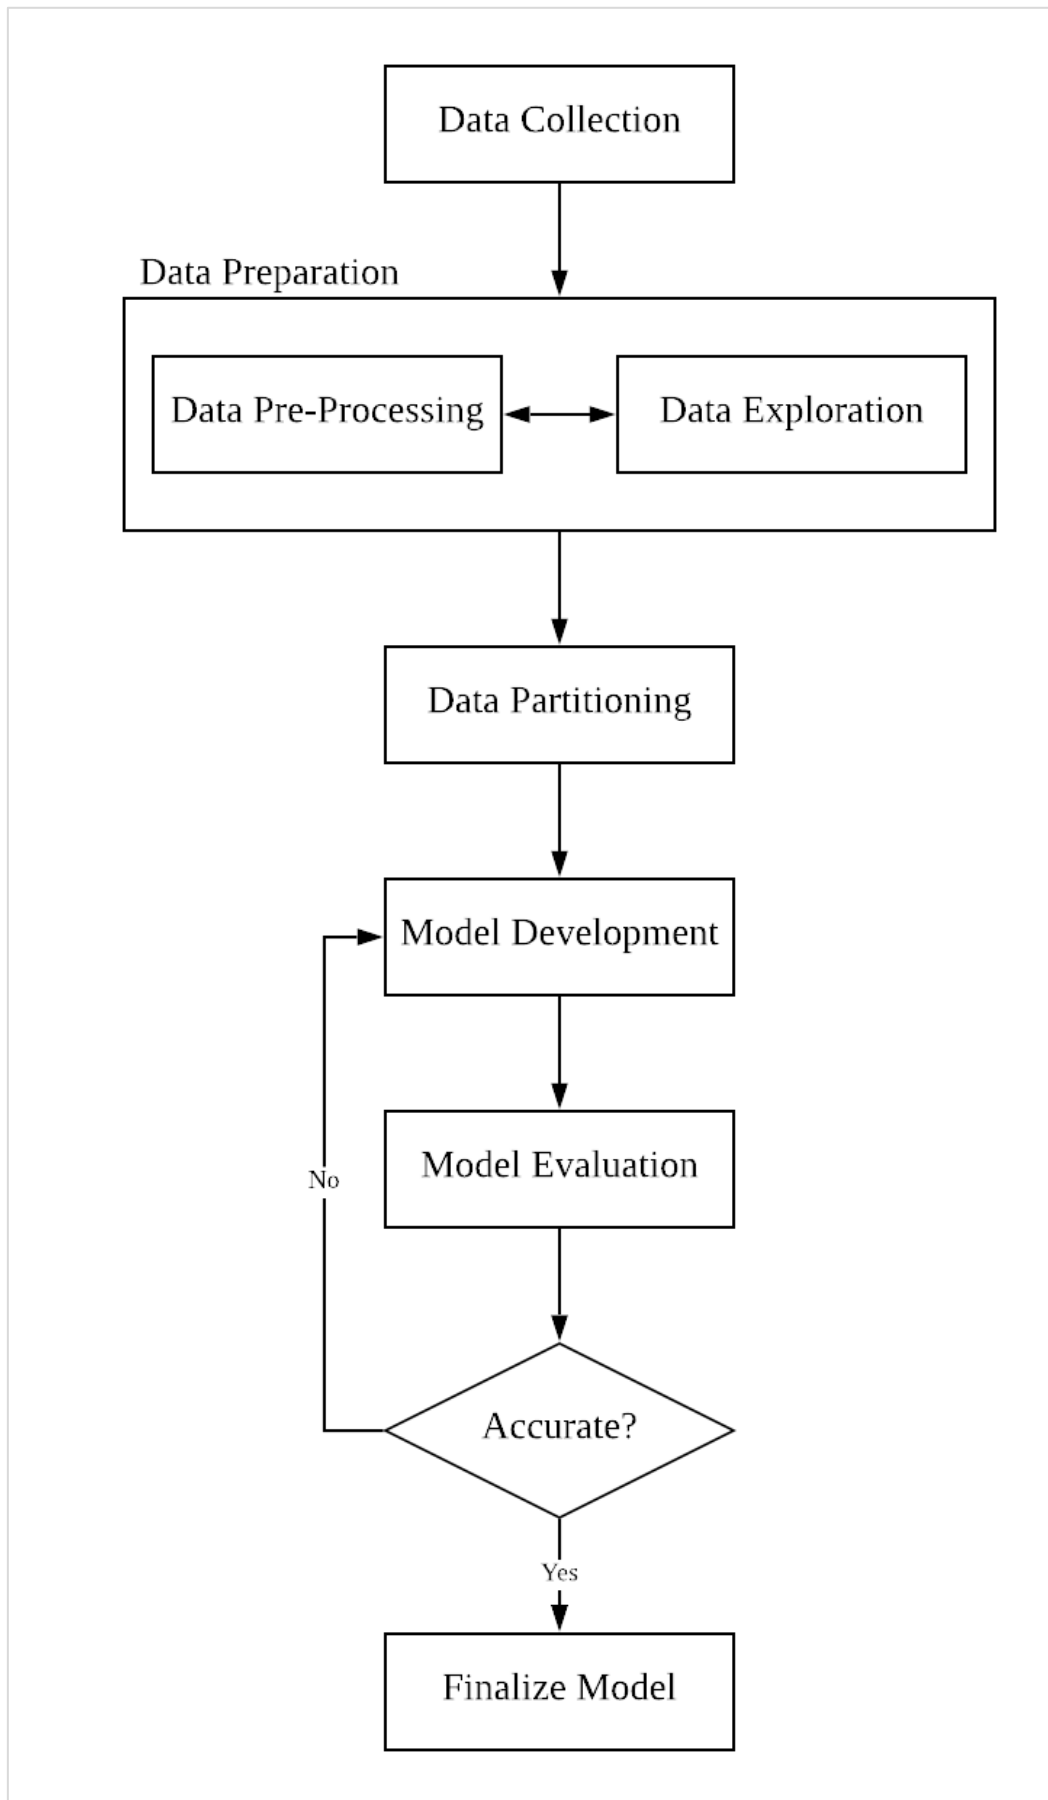 Data Collection
Data Preparation
Data Pre-Processing
Data Exploration
Data Partitioning
Model Development
Model Evaluation
No
Accurate?
Yes
Finalize Model